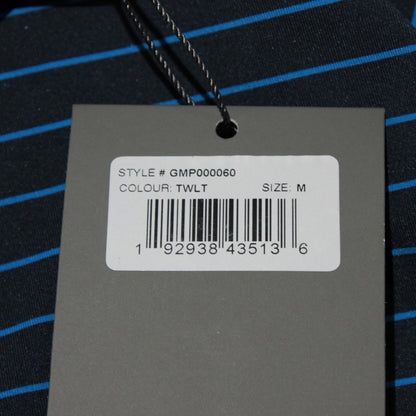 STYLE # GMP000060
COLOUR: TWLT SIZE: M
1 92938 43513 6